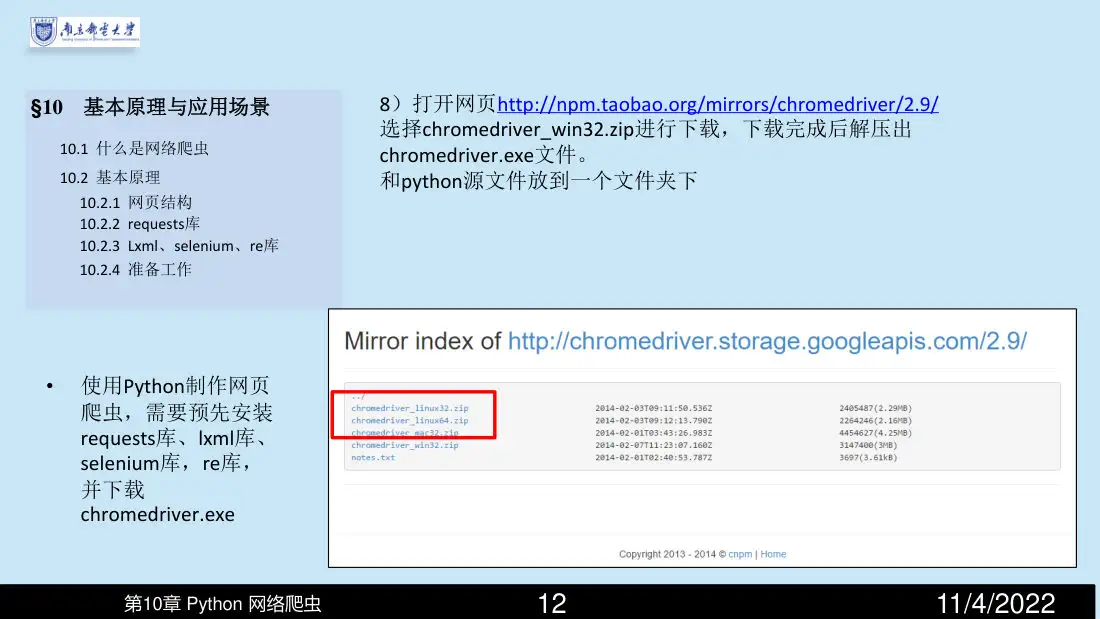 南京邮电大学
§10 基本原理与应用场景
10.1 什么是网络爬虫
10.2 基本原理
10.2.1 网页结构
10.2.2 requests库
10.2.3 Lxml、selenium、re库
10.2.4 准备工作
8）打开网页http://npm.taobao.org/mirrors/chromedriver/2.9/
选择chromedriver_win32.zip进行下载，下载完成后解压出
chromedriver.exe文件。
和python源文件放到一个文件夹下
• 使用Python制作网页
爬虫，需要预先安装
requests库、lxml库、
selenium库，re库，
并下载
chromedriver.exe
Mirror index of http://chromedriver.storage.googleapis.com/2.9/
../
chromedriver_linux32.zip 2014-02-03T09:11:50.536Z 2405487(2.29MB)
chromedriver_linux64.zip 2014-02-03T09:12:13.790Z 2264246(2.16MB)
chromedriver_mac32.zip 2014-02-01T03:43:26.983Z 4454627(4.25MB)
chromedriver_win32.zip 2014-02-07T11:23:07.160Z 3147400(3MB)
notes.txt 2014-02-01T02:40:53.787Z 3697(3.61kB)
Copyright 2013 - 2014 © cnpm | Home
第10章 Python 网络爬虫
12
11/4/2022